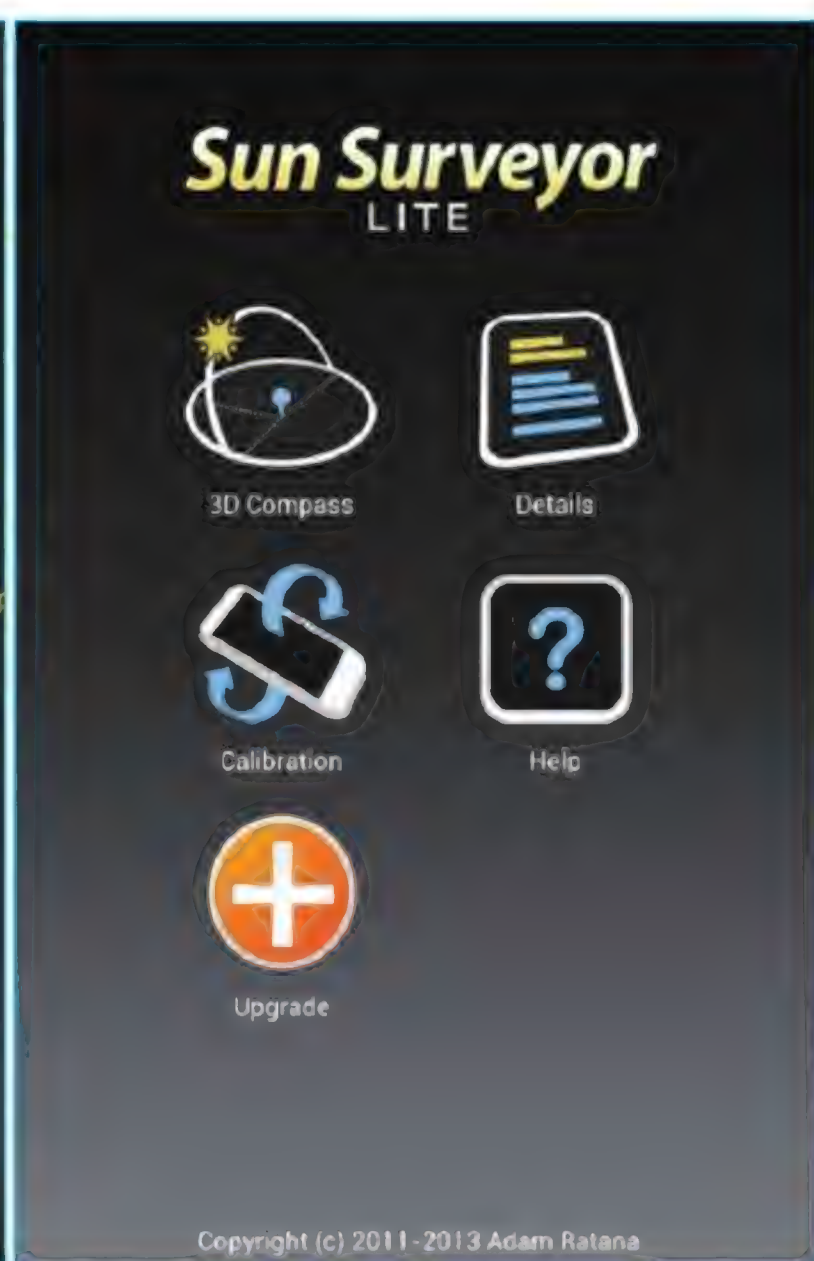 Sun Surveyor
LITE
3D Compass
Details
Calibration
?
Help
Upgrade
Copyright (c) 2011-2013 Adam Ratana